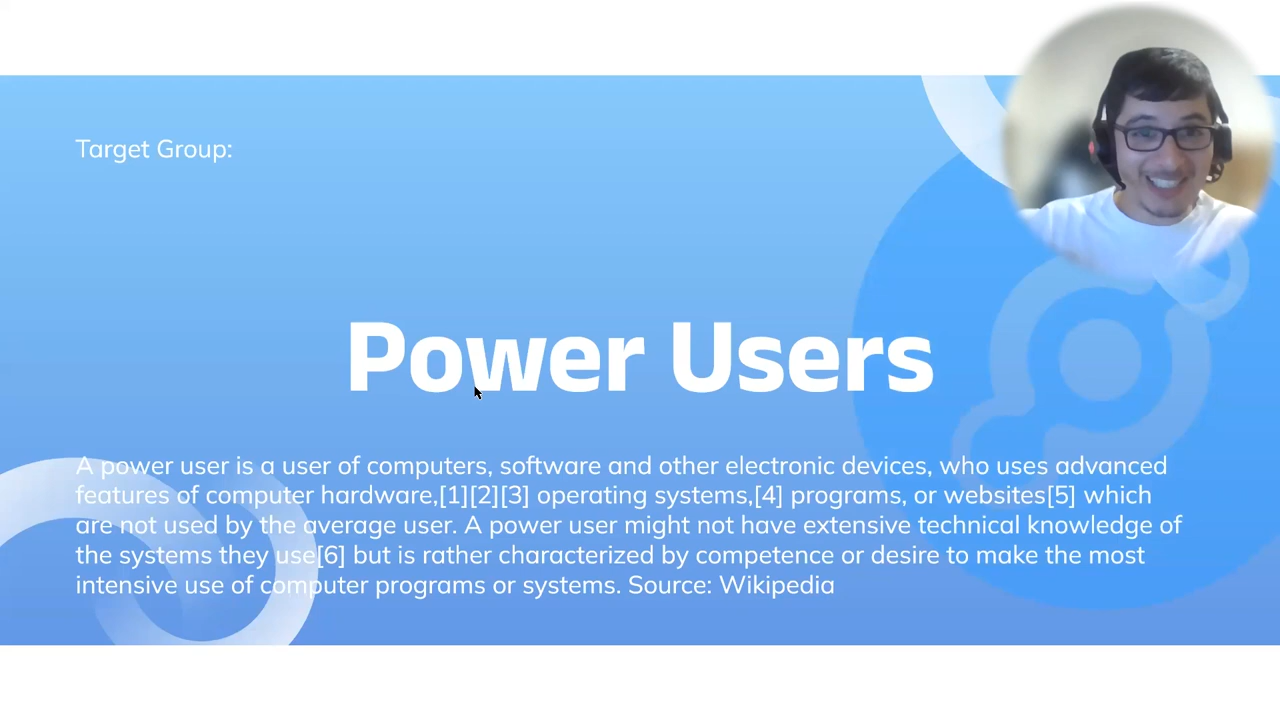 Target Group:
Power Users
A power user is a user of computers, software and other electronic devices, who uses advanced
features of computer hardware,[1][2][3] operating systems,[4] programs, or websites[5] which
are not used by the average user. A power user might not have extensive technical knowledge of
the systems they use[6] but is rather characterized by competence or desire to make the most
intensive use of computer programs or systems. Source: Wikipedia